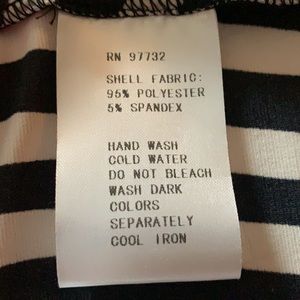 RN 97732
SHELL FABRIC:
95% POLYESTER
5% SPANDEX
HAND WASH
COLD WATER
DO NOT BLEACH
WASH DARK
COLORS
SEPARATELY
COOL IRON